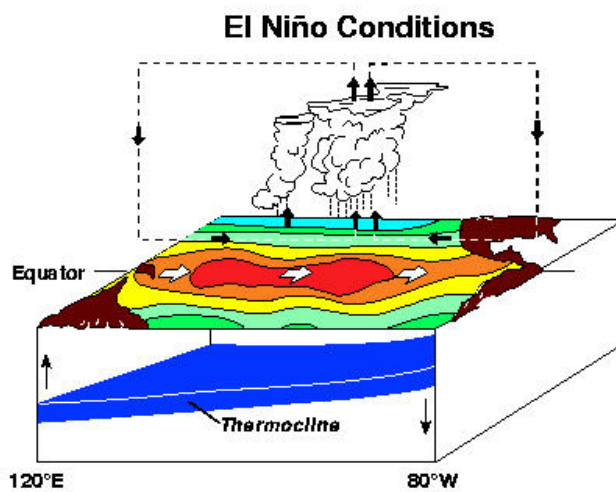 El Niño Conditions
Equator
Thermocline
120°E
80°W